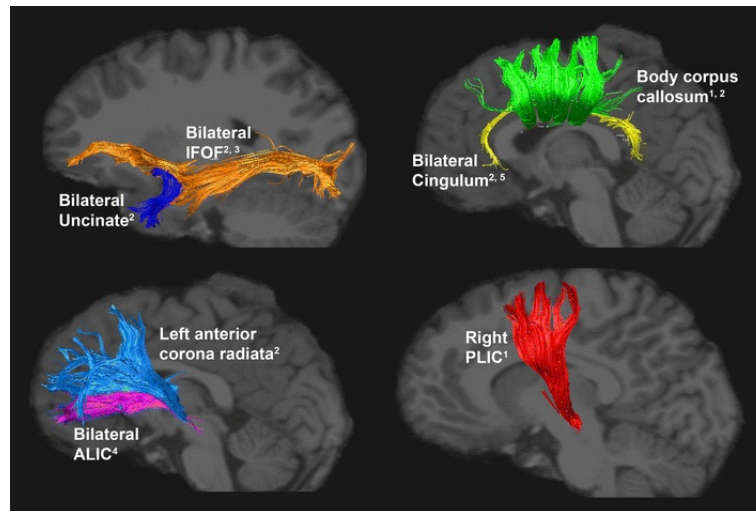 Bilateral
IFOF2, 3
Bilateral
Uncinate2
Body corpus
callosum1, 2
Bilateral
Cingulum2, 5
Left anterior
corona radiata2
Bilateral
ALIC4
Right
PLIC1